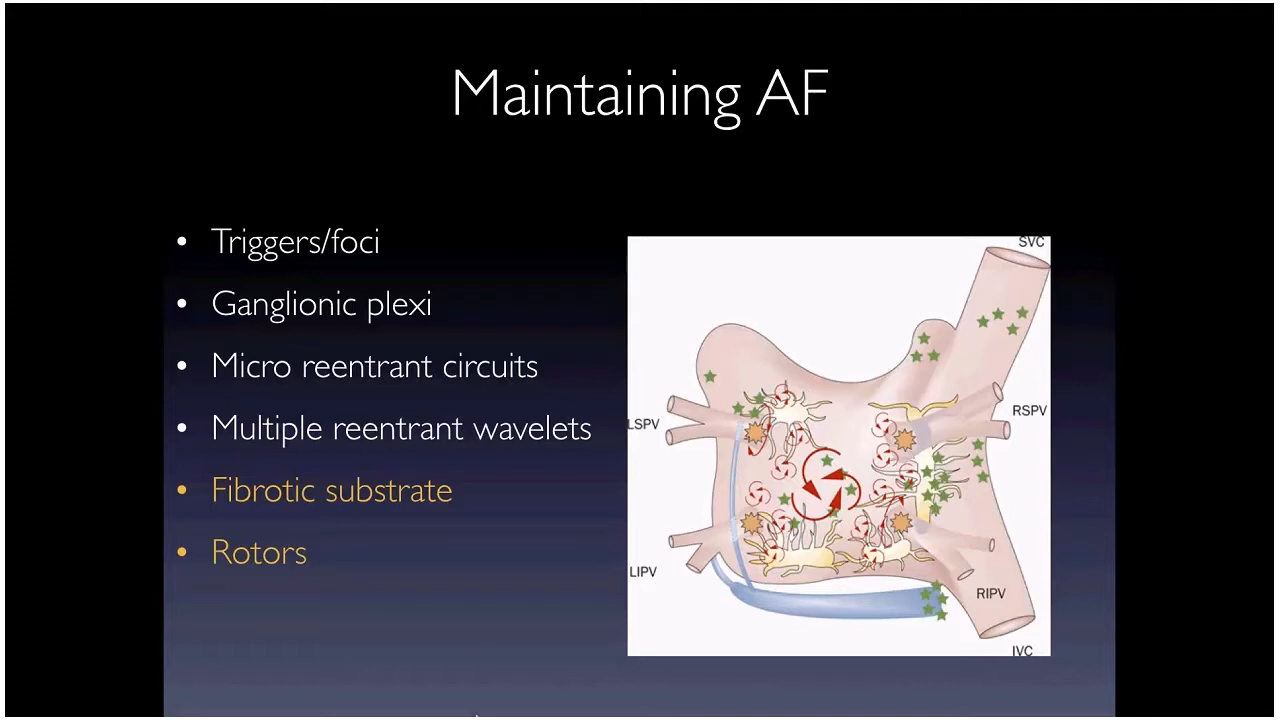 Maintaining AF
• Triggers/foci
• Ganglionic plexi
• Micro reentrant circuits
• Multiple reentrant wavelets
• Fibrotic substrate
• Rotors
SVC
LSPV
RSPV
LIPV
RIPV
IVC